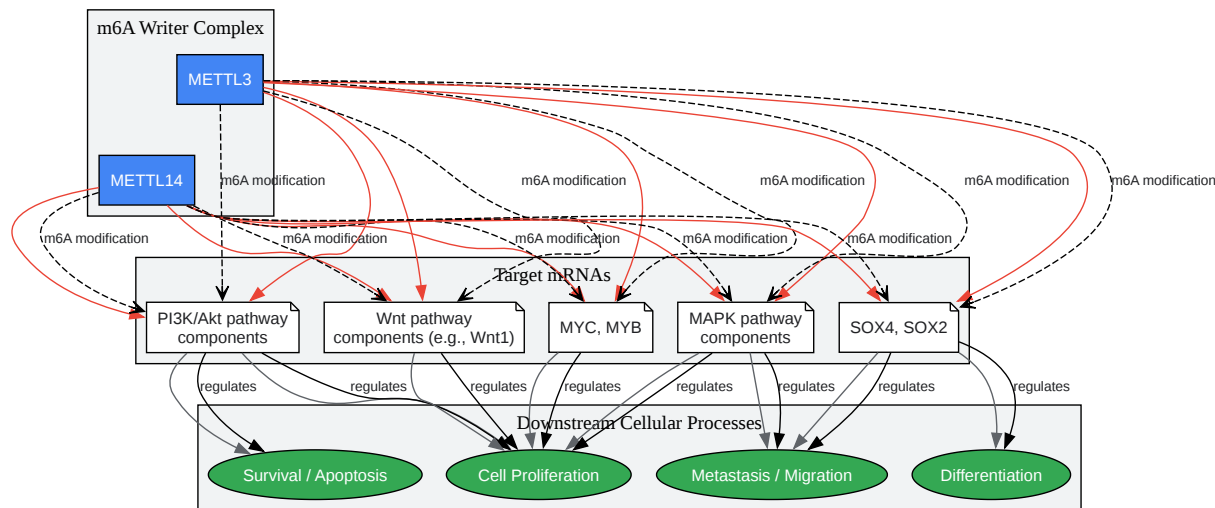 m6A Writer Complex
METTL3
METTL14
m6A modification
m6A modification
m6A modification
m6A modification
m6A modification
m6A modification
m6A modification
m6A modification
m6A modification
m6A modification
Target mRNAs
PI3K/Akt pathway
components
Wnt pathway
components (e.g., Wnt1)
MYC, MYB
MAPK pathway
components
SOX4, SOX2
regulates
regulates
regulates
regulates
regulates
regulates
regulates
regulates
Downstream Cellular Processes
Survival / Apoptosis
Cell Proliferation
Metastasis / Migration
Differentiation